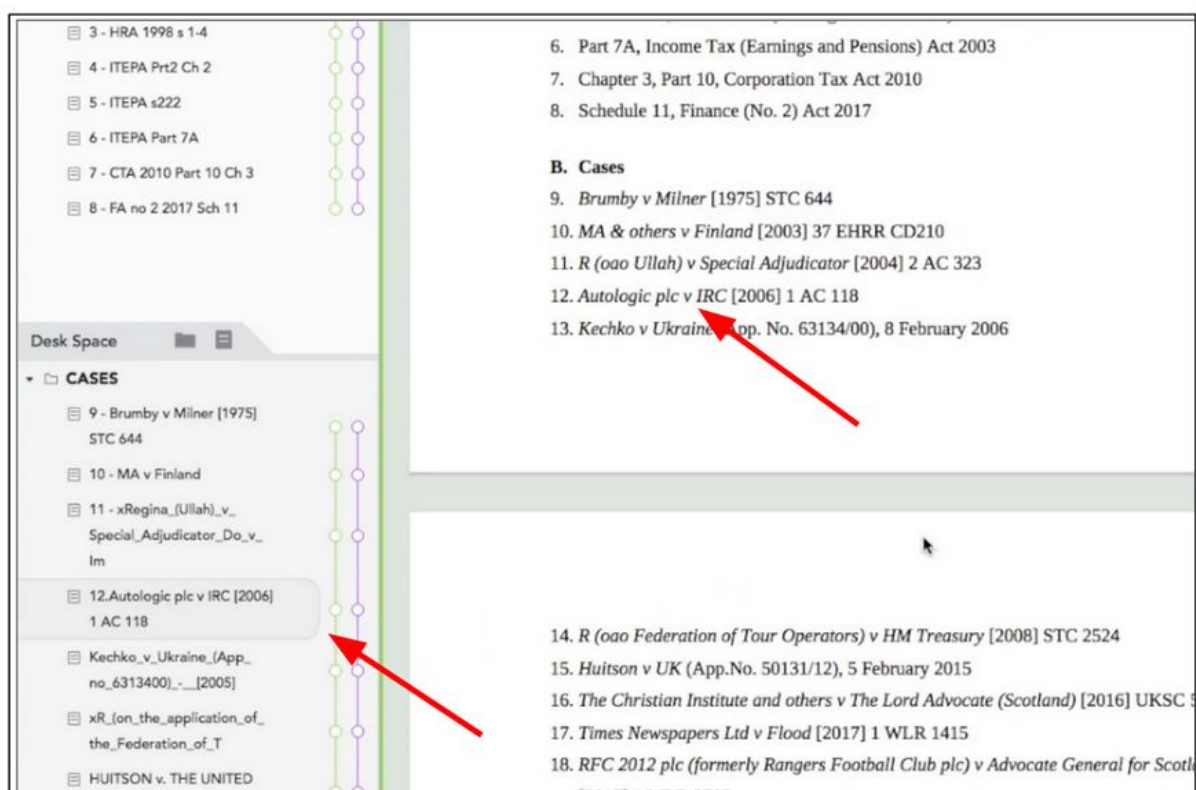 3 - HRA 1998 s 1-4
4 - ITEPA Prt2 Ch 2
5 - ITEPA s222
6 - ITEPA Part 7A
7 - CTA 2010 Part 10 Ch 3
8 - FA no 2 2017 Sch 11
Desk Space
CASES
9 - Brumby v Milner [1975]
STC 644
10 - MA v Finland
11 - xRegina_(Ullah)_v_
Special_Adjudicator_Do_v_
Im
12.Autologic plc v IRC [2006]
1 AC 118
Kechko_v_Ukraine_(App_
no_6313400)_-__[2005]
xR_(on_the_application_of_
the_Federation_of_T
HUITSON v. THE UNITED
6. Part 7A, Income Tax (Earnings and Pensions) Act 2003
7. Chapter 3, Part 10, Corporation Tax Act 2010
8. Schedule 11, Finance (No. 2) Act 2017
B. Cases
9. Brumby v Milner [1975] STC 644
10. MA & others v Finland [2003] 37 EHRR CD210
11. R (oao Ullah) v Special Adjudicator [2004] 2 AC 323
12. Autologic plc v IRC [2006] 1 AC 118
13. Kechko v Ukraine (App. No. 63134/00), 8 February 2006
14. R (oao Federation of Tour Operators) v HM Treasury [2008] STC 2524
15. Huitson v UK (App.No. 50131/12), 5 February 2015
16. The Christian Institute and others v The Lord Advocate (Scotland) [2016] UKSC
17. Times Newspapers Ltd v Flood [2017] 1 WLR 1415
18. RFC 2012 plc (formerly Rangers Football Club plc) v Advocate General for